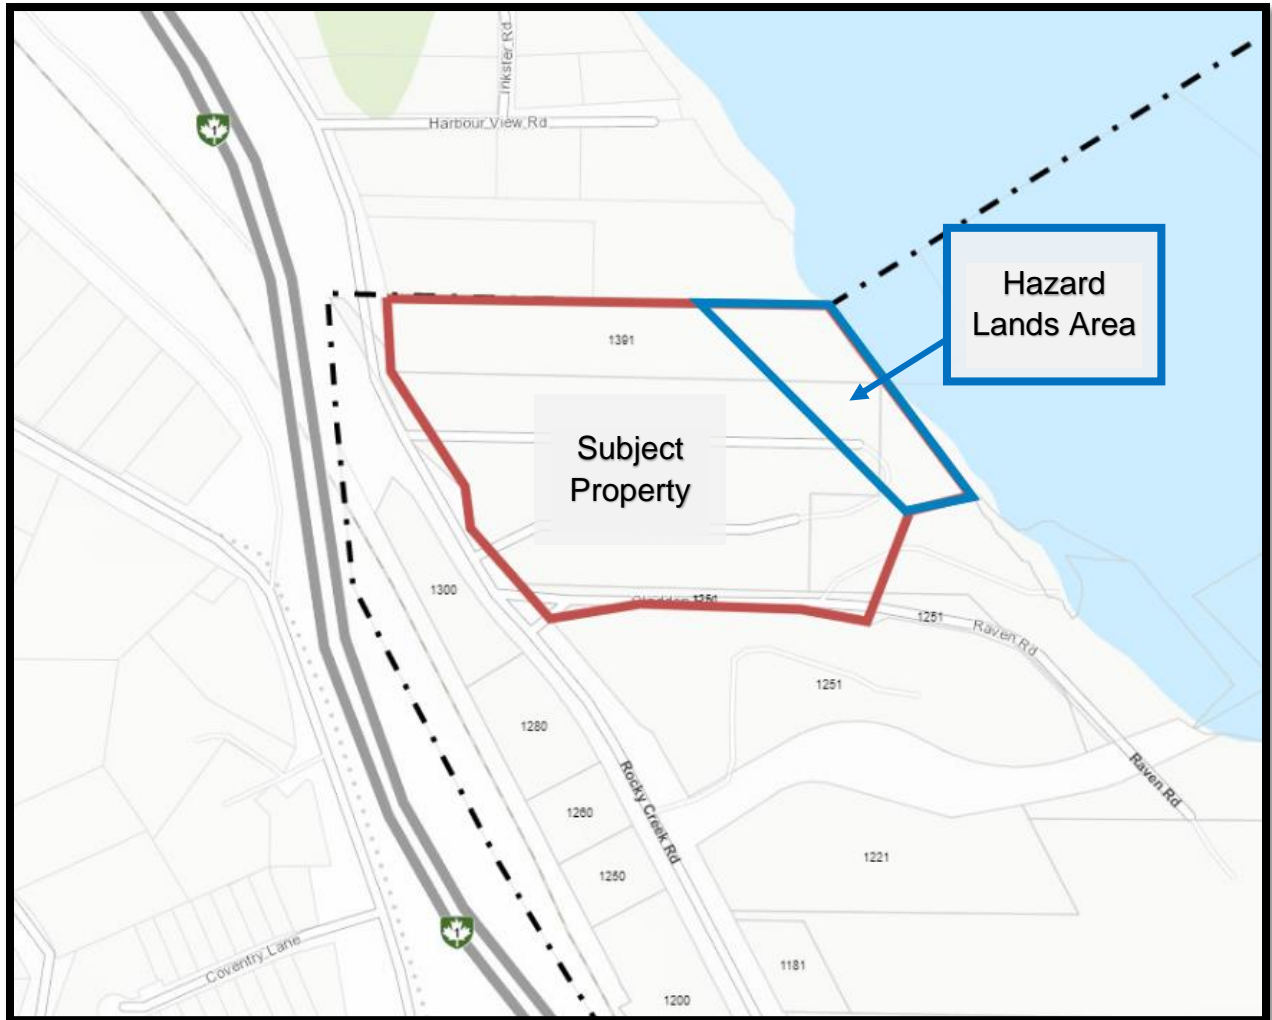 Inkster Rd
1
Harbour View Rd
Hazard
Lands Area
1391
Subject
Property
1300
1251
1251
Raven Rd
1251
1280
Rocky Creek Rd
Raven Rd
1260
1250
1221
1
Coventry Lane
1181
1200